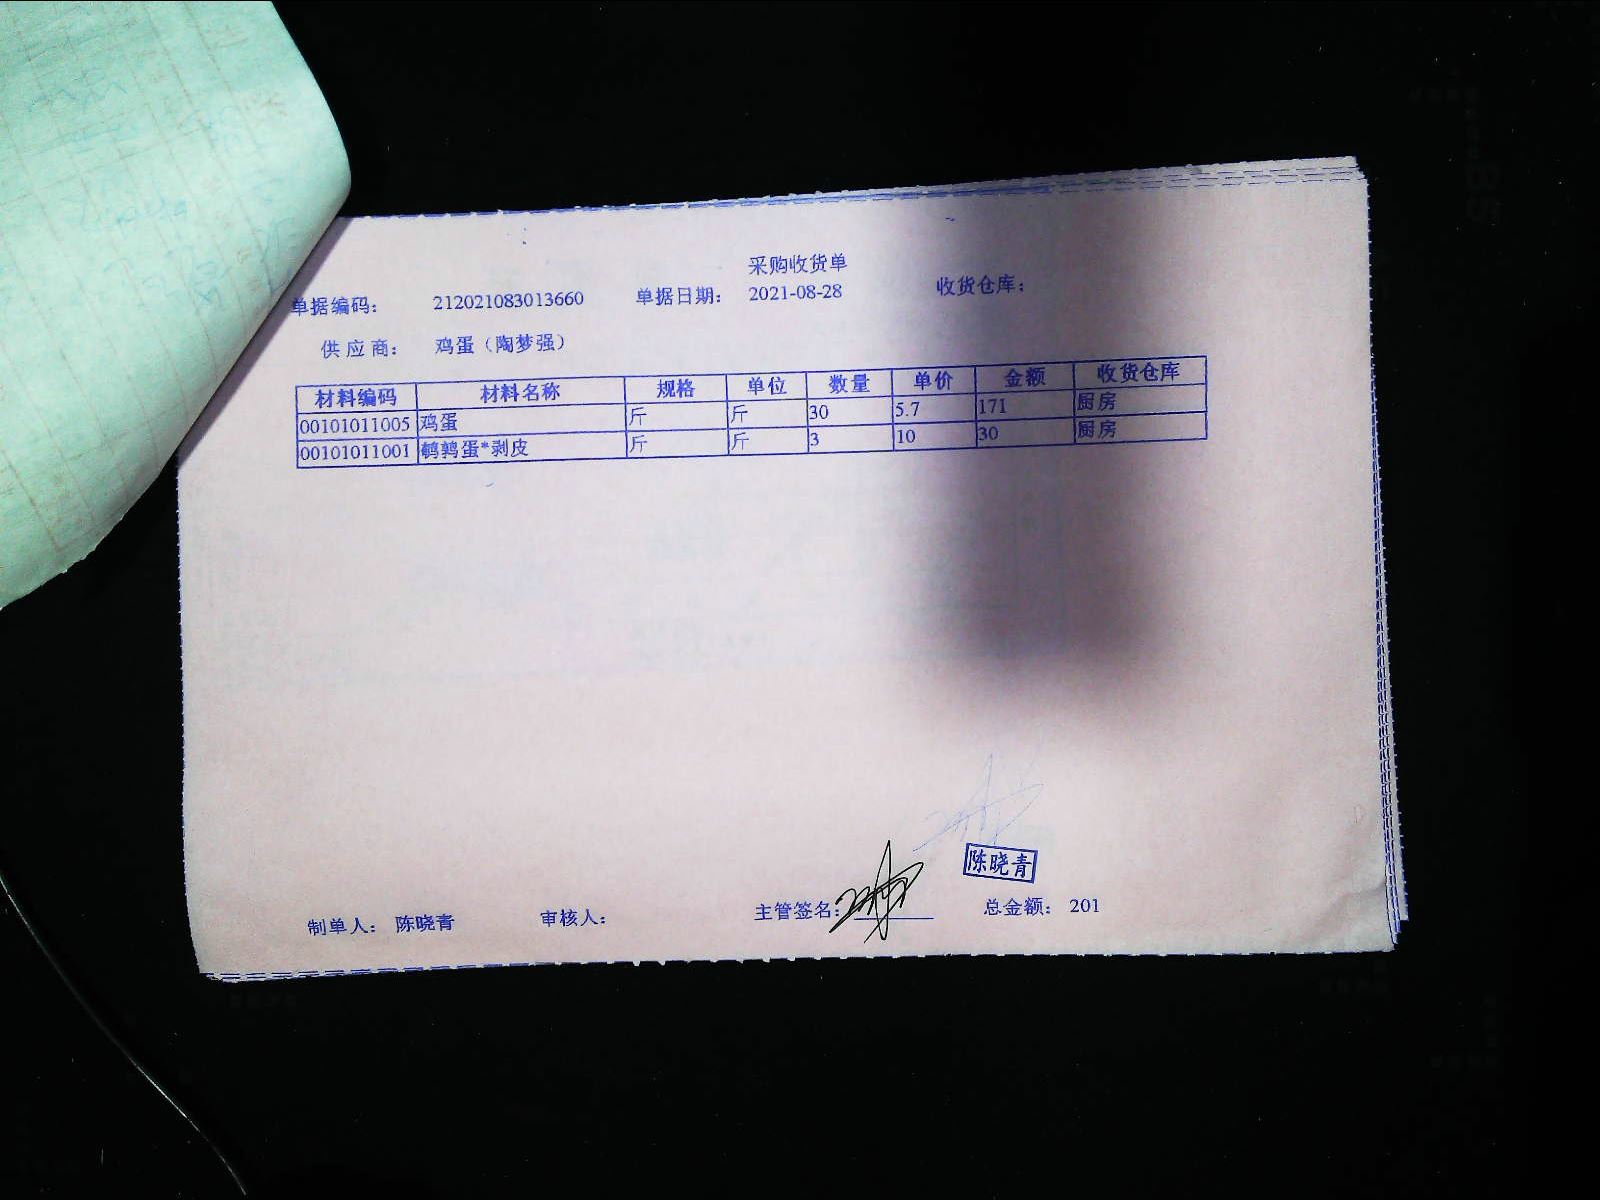 采购收货单
单据编码： 212021083013660 单据日期： 2021-08-28 收货仓库：
供应商： 鸡蛋（陶梦强）
材料编码 材料名称 规格 单位 数量 单价 金额 收货仓库
00101011005 鸡蛋 斤 斤 30 5.7 171 厨房
00101011001 鹌鹑蛋*剥皮 斤 斤 3 10 30 厨房
陈晓青
制单人： 陈晓青 审核人： 主管签名： 总金额： 201